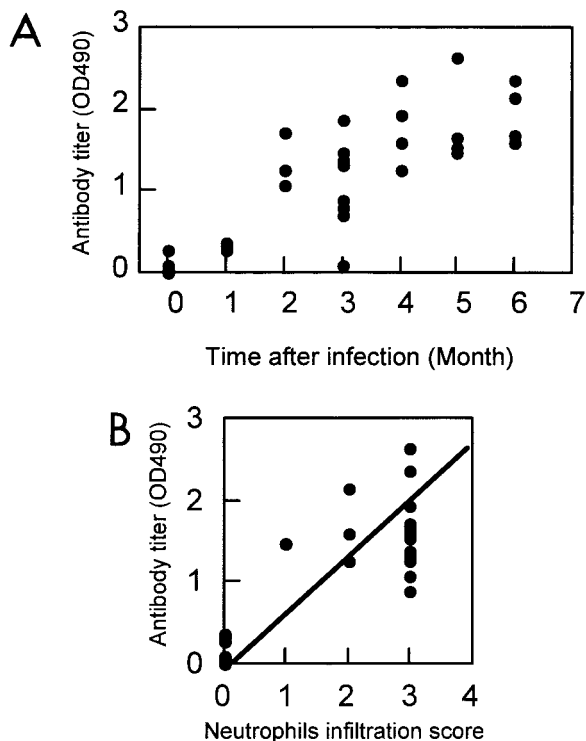 A
Antibody titer (OD490)
3
2
1
0
0 1 2 3 4 5 6 7
Time after infection (Month)
B
Antibody titer (OD490)
3
2
1
0
0 1 2 3 4
Neutrophils infiltration score